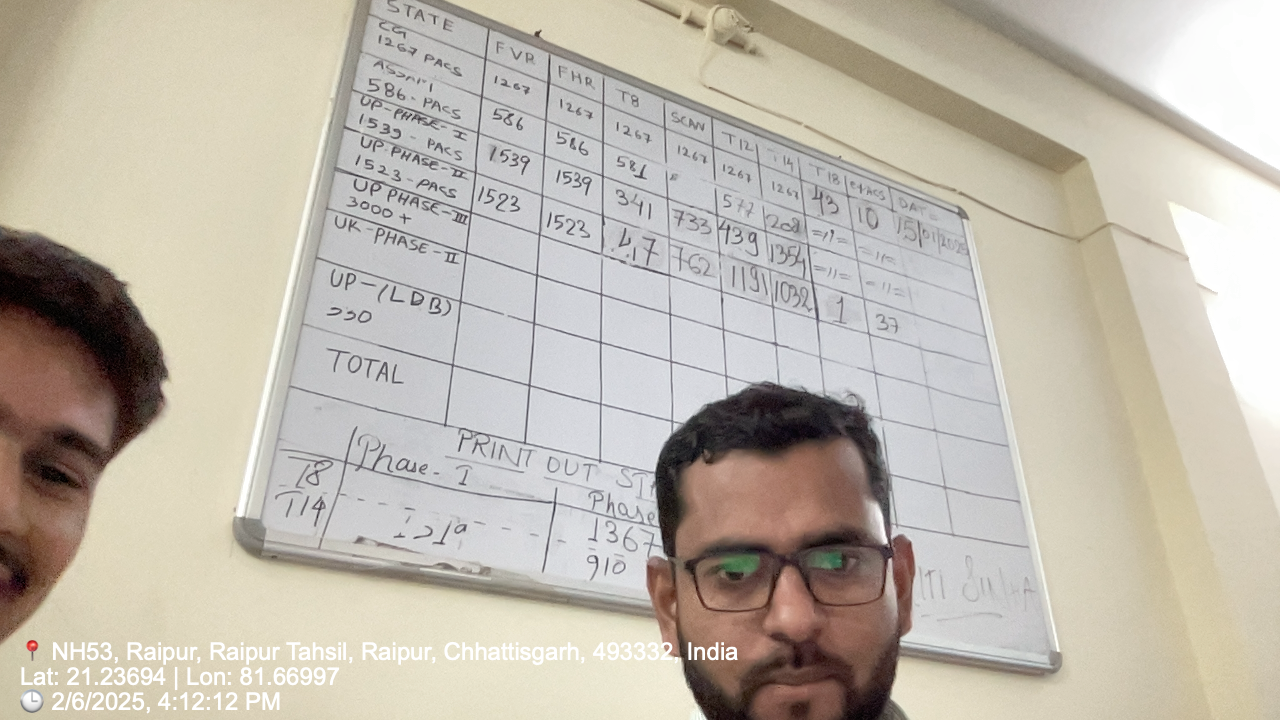 STATE FVR FHR T8 SCAN T12 T14 T18 DAT
CG
1267 PACS 1267 1267 1267 1267 1267 1267 43 10 15/01/2025
ASSAM
586-PACS 586 586 581 577 208 =11= =11=
UP-PHASE-I
1539-PACS 1539 1539 341 733 439 1354 =11= =11=
UP.PHASE-II
1523-PACS 1523 1523 762 1191 1032 1 37
UP PHASE-III
3000+
UK-PHASE-II
UP-(LDB)
TOTAL
PRINT OUT
Phase-I Phase
T8 1367
T14 910
NH53, Raipur, Raipur Tahsil, Raipur, Chhattisgarh, 493332, India
Lat: 21.23694 | Lon: 81.66997
2/6/2025, 4:12:12 PM